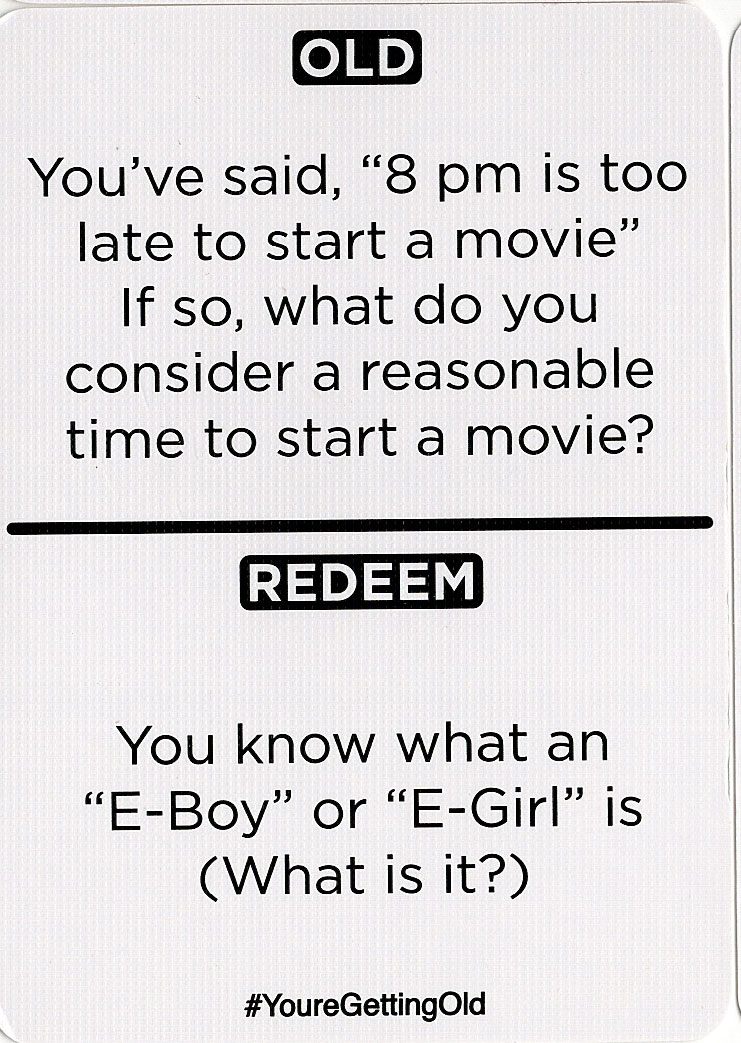 OLD
You’ve said, “8 pm is too
late to start a movie”
If so, what do you
consider a reasonable
time to start a movie?
REDEEM
You know what an
“E-Boy” or “E-Girl” is
(What is it?)
#YoureGettingOld